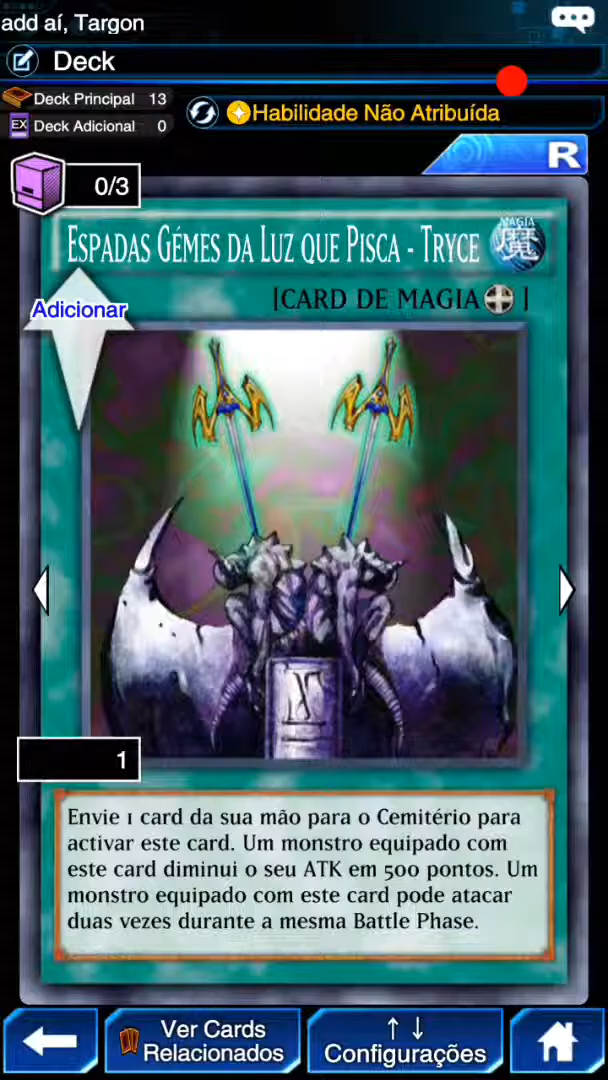 add aí, Targon
Deck
Deck Principal 13
EX Deck Adicional 0
Habilidade Não Atribuída
R
0/3
ESPADAS GÉMES DA LUZ QUE PISCA - TRYCE
MAGIA
魔
[CARD DE MAGIA ]
Adicionar
1
Envie 1 card da sua mão para o Cemitério para
activar este card. Um monstro equipado com
este card diminui o seu ATK em 500 pontos. Um
monstro equipado com este card pode atacar
duas vezes durante a mesma Battle Phase.
Ver Cards
Relacionados
↑ ↓
Configurações